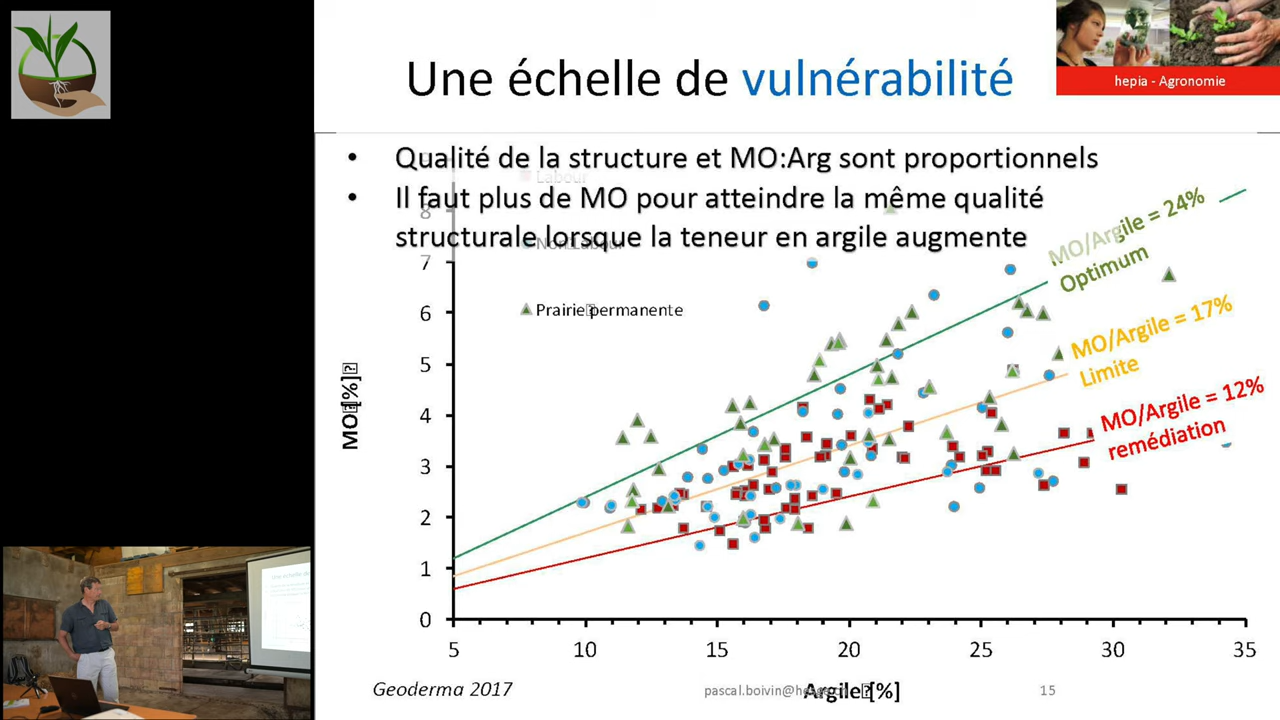 Une échelle de vulnérabilité
hepia - Agronomie
• Qualité de la structure et MO:Arg sont proportionnels
• Il faut plus de MO pour atteindre la même qualité
structurale lorsque la teneur en argile augmente
Labour
Non Labour
Prairie permanente
MO/Argile = 24%
Optimum
MO/Argile = 17%
Limite
MO/Argile = 12%
remédiation
MO [%]
8
7
6
5
4
3
2
1
0
5 10 15 20 25 30 35
Argile [%]
Geoderma 2017
15